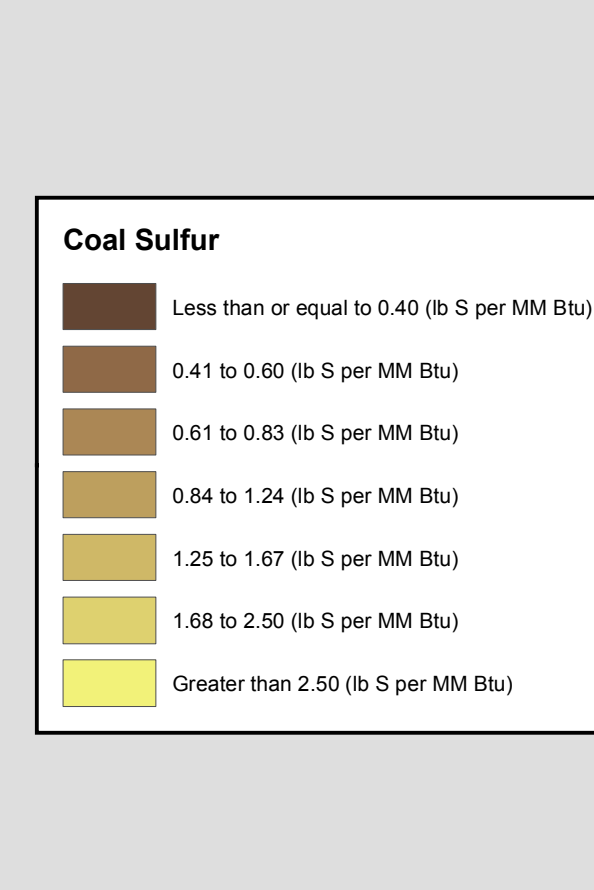 Coal Sulfur
Less than or equal to 0.40 (lb S per MM Btu)
0.41 to 0.60 (lb S per MM Btu)
0.61 to 0.83 (lb S per MM Btu)
0.84 to 1.24 (lb S per MM Btu)
1.25 to 1.67 (lb S per MM Btu)
1.68 to 2.50 (lb S per MM Btu)
Greater than 2.50 (lb S per MM Btu)